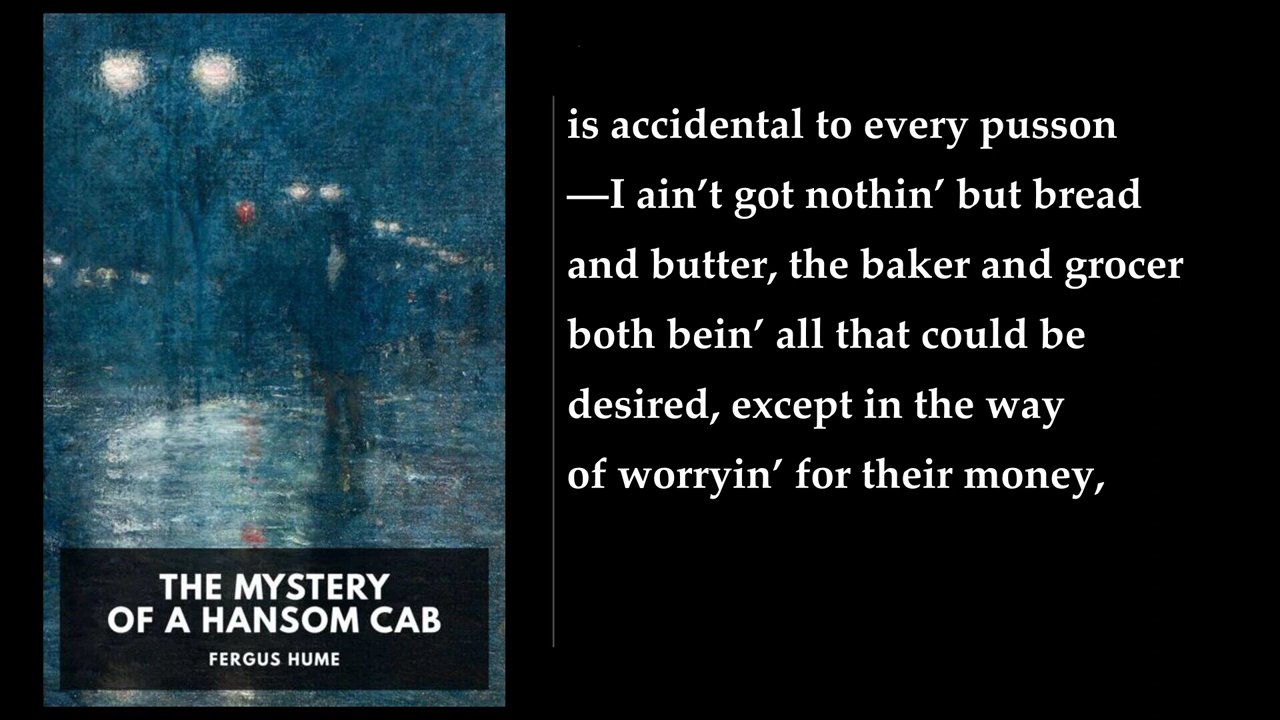 THE MYSTERY
OF A HANSOM CAB
FERGUS HUME
is accidental to every pusson
—I ain’t got nothin’ but bread
and butter, the baker and grocer
both bein’ all that could be
desired, except in the way
of worryin’ for their money,